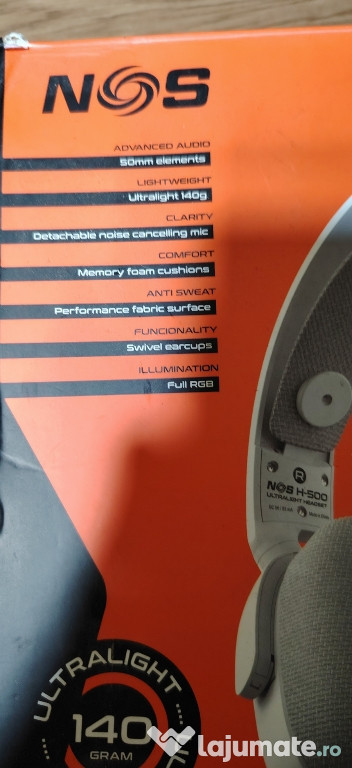 NOS
ADVANCED AUDIO
50mm elements
LIGHTWEIGHT
Ultralight 140g
CLARITY
Detachable noise cancelling mic
COMFORT
Memory foam cushions
ANTI SWEAT
Performance fabric surface
FUNCIONALITY
Swivel earcups
ILLUMINATION
Full RGB
R
NOS H-500
ULTRALIGHT HEADSET
ULTRALIGHT
140
GRAM
lajumate.ro